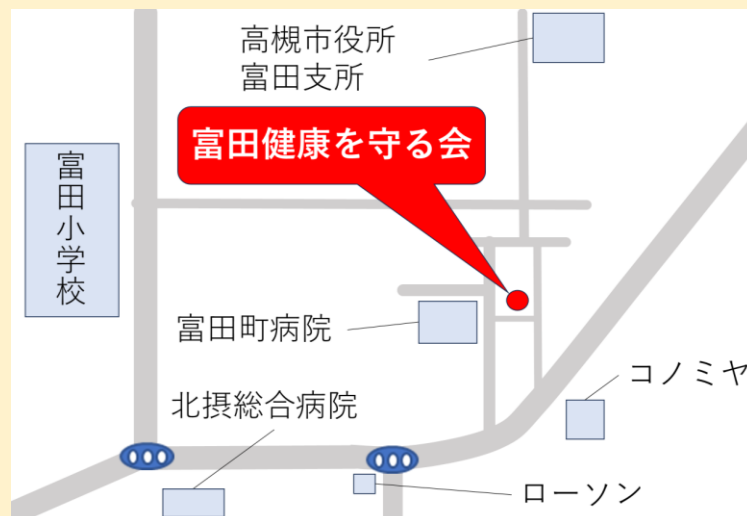 高槻市役所
富田支所
富田健康を守る会
富田小学校
富田町病院
コノミヤ
北摂総合病院
ローソン